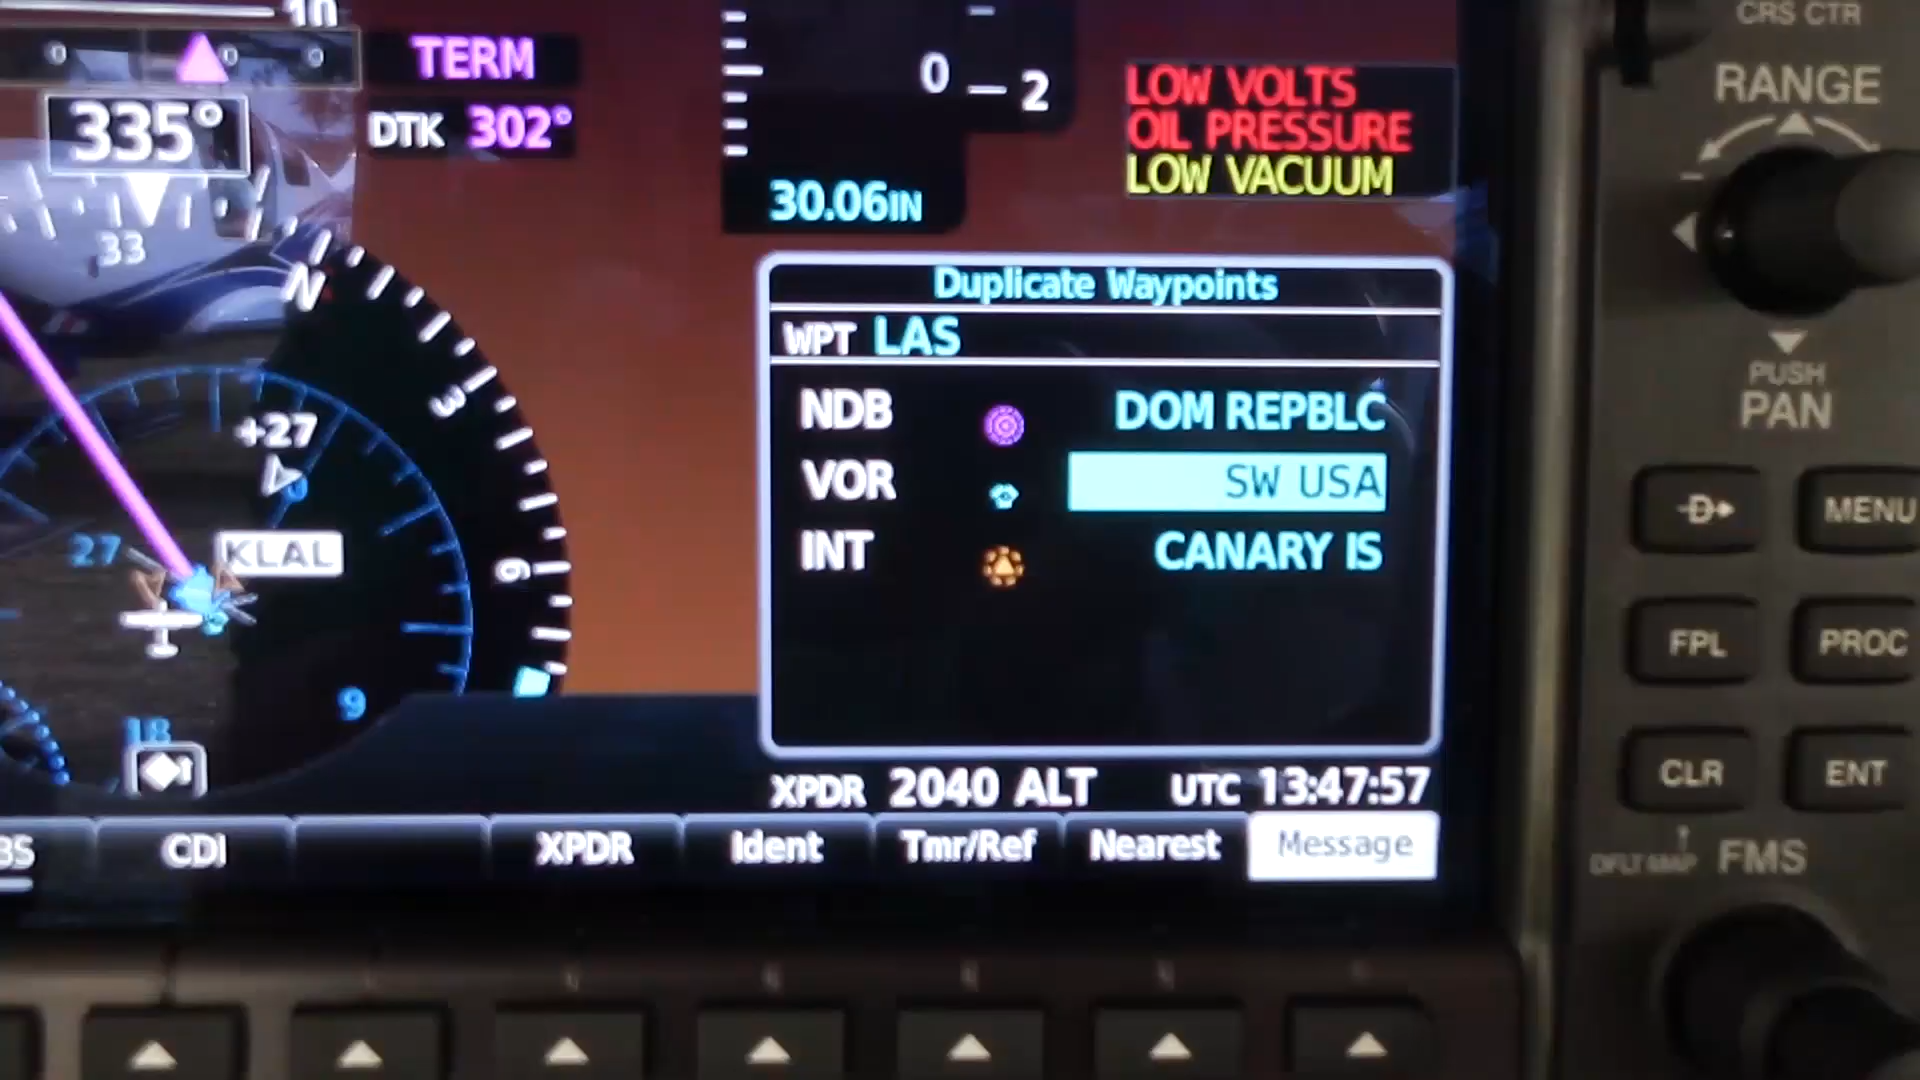 10
TERM
335°
DTK 302°
0
2
30.06IN
LOW VOLTS
OIL PRESSURE
LOW VACUUM
33
N
3
6
+27
KLAL
27
9
18
Duplicate Waypoints
WPT LAS
NDB DOM REPBLC
VOR SW USA
INT CANARY IS
XPDR 2040 ALT UTC 13:47:57
CDI XPDR Ident Tmr/Ref Nearest Message
CRS CTR
RANGE
PUSH
PAN
D
MENU
FPL
PROC
CLR
ENT
DFLT MAP FMS